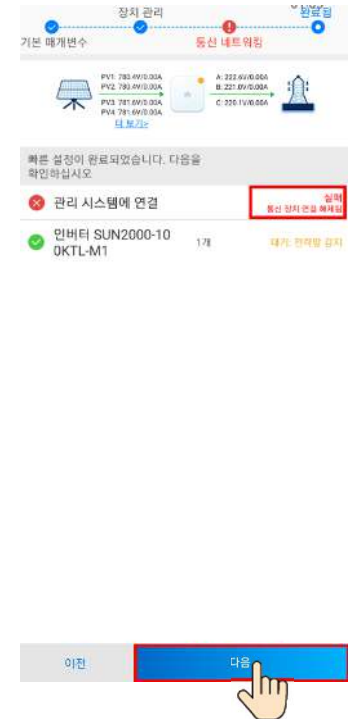 장치 관리
완료됨
기본 매개변수
통신 네트워킹
PV1: 780.4V/0.00A
PV2: 780.4V/0.00A
PV3: 781.6V/0.00A
PV4: 781.6V/0.00A
더 보기>
A: 222.6V/0.00A
B: 221.0V/0.00A
C: 220.1V/0.00A
빠른 설정이 완료되었습니다. 다음을
확인하십시오
관리 시스템에 연결
실패
통신 장치 연결 해제됨
인버터 SUN2000-10
0KTL-M1
1개
대기: 전력망 감지
이전
다음